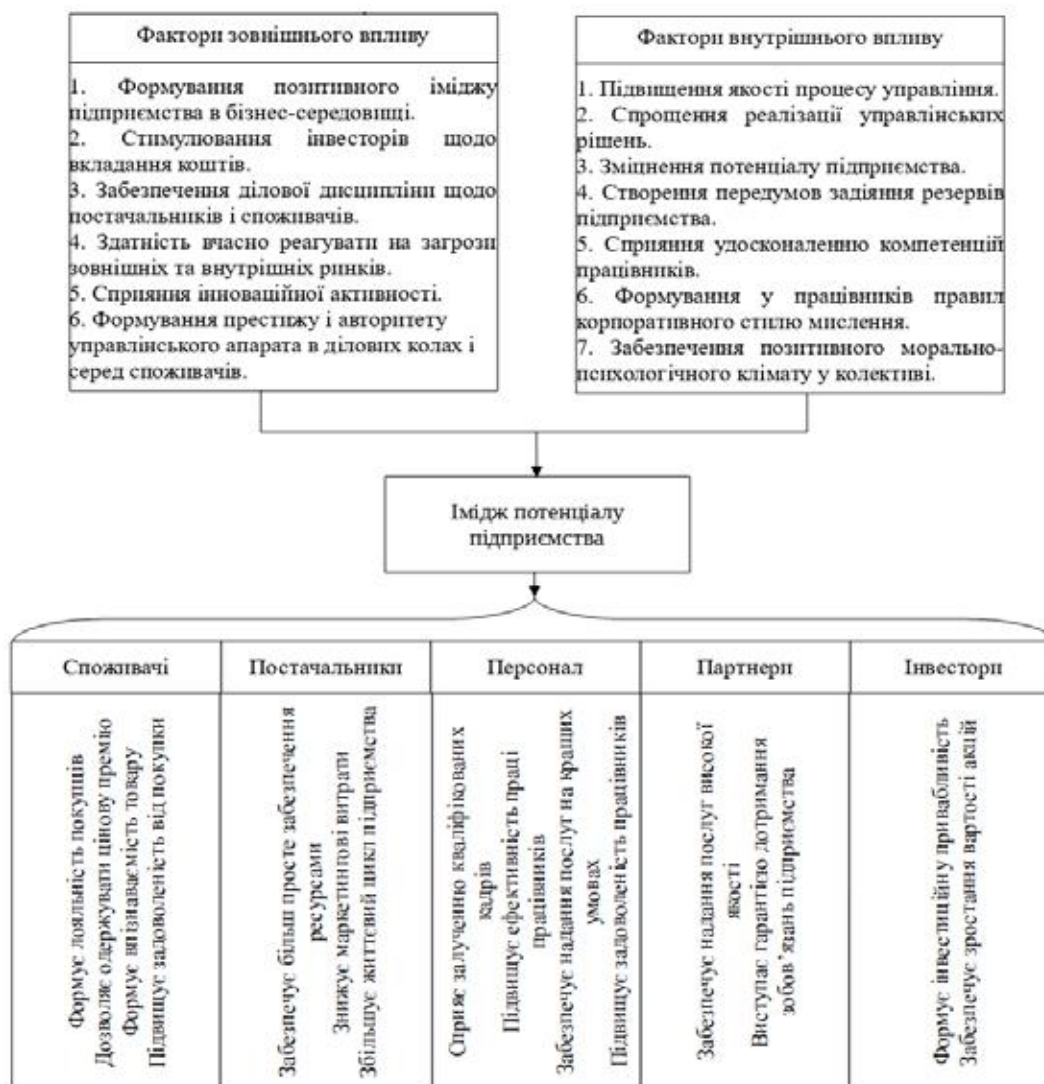 Фактори зовнішнього впливу
1. Формування позитивного іміджу
підприємства в бізнес-середовищі.
2. Стимулювання інвесторів щодо
вкладання коштів.
3. Забезпечення ділової дисципліни щодо
постачальників і споживачів.
4. Здатність вчасно реагувати на загрози
зовнішніх та внутрішніх ринків.
5. Сприяння інноваційної активності.
6. Формування престижу і авторитету
управлінського апарата в ділових колах і
серед споживачів.
Фактори внутрішнього впливу
1. Підвищення якості процесу управління.
2. Спрощення реалізації управлінських
рішень.
3. Зміцнення потенціалу підприємства.
4. Створення передумов задіяння резервів
підприємства.
5. Сприяння удосконаленню компетенцій
працівників.
6. Формування у працівників правил
корпоративного стилю мислення.
7. Забезпечення позитивного морально-
психологічного клімату у колективі.
Імідж потенціалу
підприємства
Споживачі
Формує лояльність покупців
Дозволяє одержувати цінову премію
Формує впізнаваємість товару
Підвищує задоволеність від покупки
Постачальники
Забезпечує більш просте забезпечення
ресурсами
Знижує маркетингові витрати
Збільшує життєвий цикл підприємства
Персонал
Сприяє залученню кваліфікованих
кадрів
Підвищує ефективність праці
працівників
Забезпечує надання послуг на кращих
умовах
Підвищує задоволеність працівників
Партнери
Забезпечує надання послуг високої
якості
Виступає гарантією дотримання
зобов’язань підприємства
Інвестори
Формує інвестиційну привабливість
Забезпечує зростання вартості акцій